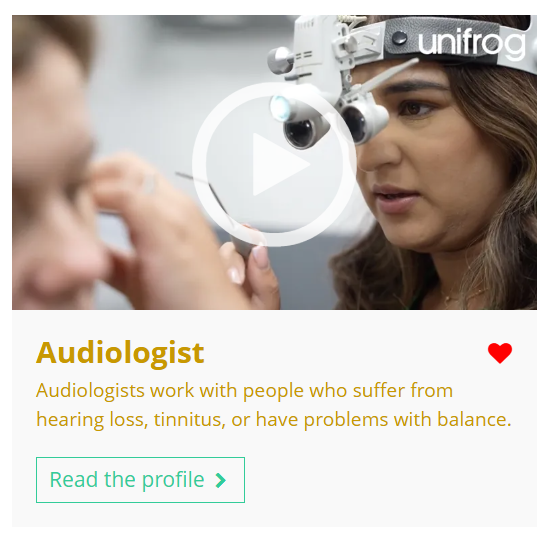 unifrog
Audiologist
Audiologists work with people who suffer from
hearing loss, tinnitus, or have problems with balance.
Read the profile